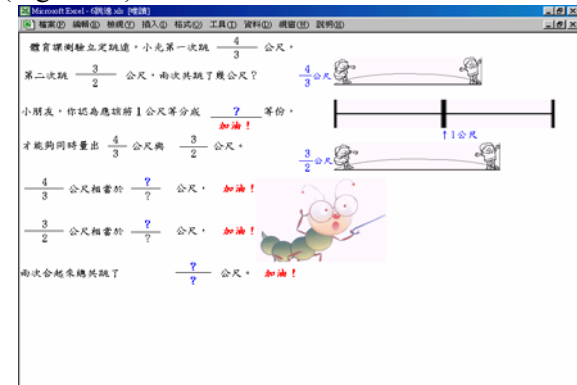 Microsoft Excel - 6跳遠.xls [唯讀]
檔案(F) 編輯(E) 檢視(V) 插入(I) 格式(O) 工具(T) 資料(D) 視窗(W) 說明(H)
體育課測驗立定跳遠,小光第一次跳 4/3 公尺,
第二次跳 3/2 公尺,兩次共跳了幾公尺?
4/3 公尺
小朋友,你認為應該將1公尺等分成 ? 等份,
加油!
↑1公尺
才能夠同時量出 4/3 公尺與 3/2 公尺。
3/2 公尺
4/3 公尺相當於 ?/? 公尺, 加油!
3/2 公尺相當於 ?/? 公尺, 加油!
兩次合起來總共跳了 ?/? 公尺。 加油!